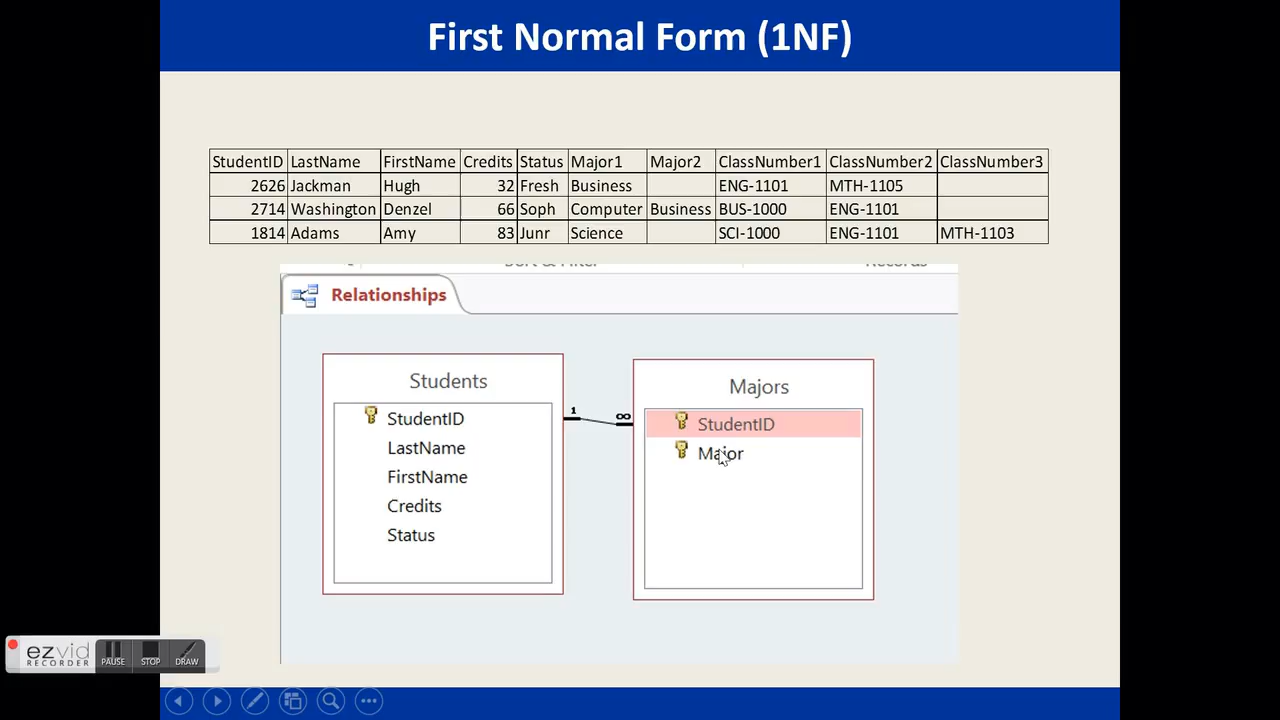 First Normal Form (1NF)
StudentID LastName FirstName Credits Status Major1 Major2 ClassNumber1 ClassNumber2 ClassNumber3
2626 Jackman Hugh 32 Fresh Business ENG-1101 MTH-1105
2714 Washington Denzel 66 Soph Computer Business BUS-1000 ENG-1101
1814 Adams Amy 83 Junr Science SCI-1000 ENG-1101 MTH-1103
Sort & Filter Records
Relationships
Students
StudentID
LastName
FirstName
Credits
Status
1 ∞
Majors
StudentID
Major
ezvid
RECORDER
PAUSE STOP DRAW